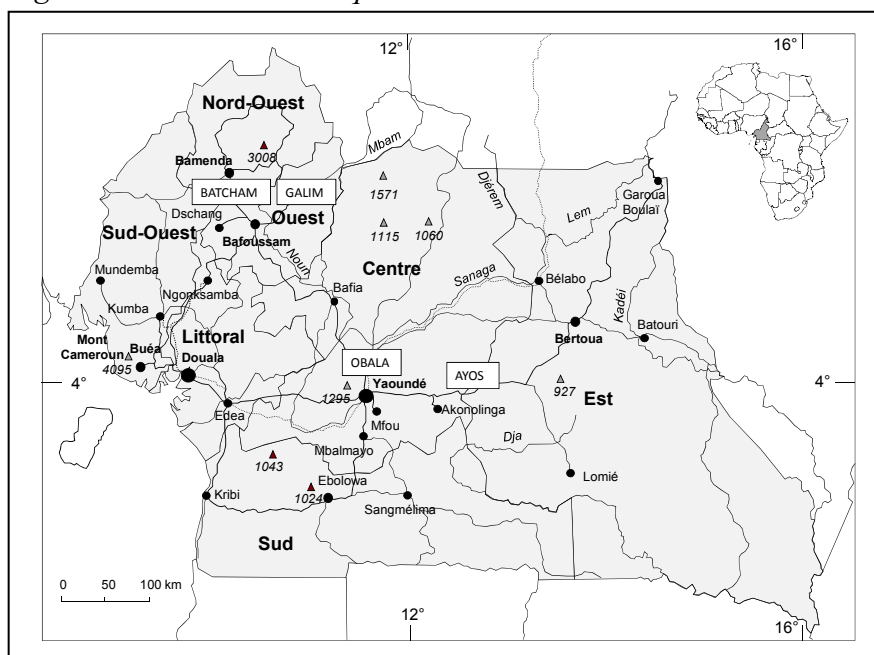 12°
16°
Nord-Ouest
3008
Bamenda
Mbam
Djérem
1571
Garoua
Boulaï
BATCHAM
GALIM
Dschang
Ouest
Lem
Sud-Ouest
Bafoussam
1115
1060
Noun
Centre
Sanaga
Kadéi
Mundemba
Ngonksamba
Bélabo
Bafia
Kumba
Littoral
Bertoua
Batouri
Mont
Cameroun
Buéa
Douala
4095
OBALA
AYOS
4°
4°
Yaoundé
1295
927
Est
Edea
Akonolinga
Mfou
Mbalmayo
Dja
1043
Ebolowa
Lomié
Kribi
1024
Sangmélima
Sud
0 50 100 km
12°
16°